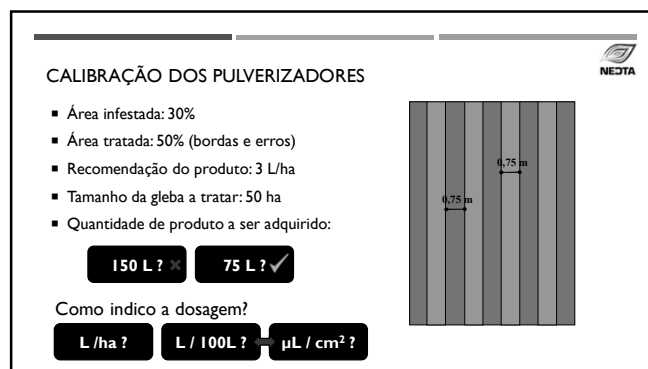 NEDTA
CALIBRAÇÃO DOS PULVERIZADORES
▪ Área infestada: 30%
▪ Área tratada: 50% (bordas e erros)
▪ Recomendação do produto: 3 L/ha
▪ Tamanho da gleba a tratar: 50 ha
▪ Quantidade de produto a ser adquirido:
150 L ? ✕ 75 L ? ✓
Como indico a dosagem?
L /ha ? L / 100L ? µL / cm² ?
0,75 m
0,75 m